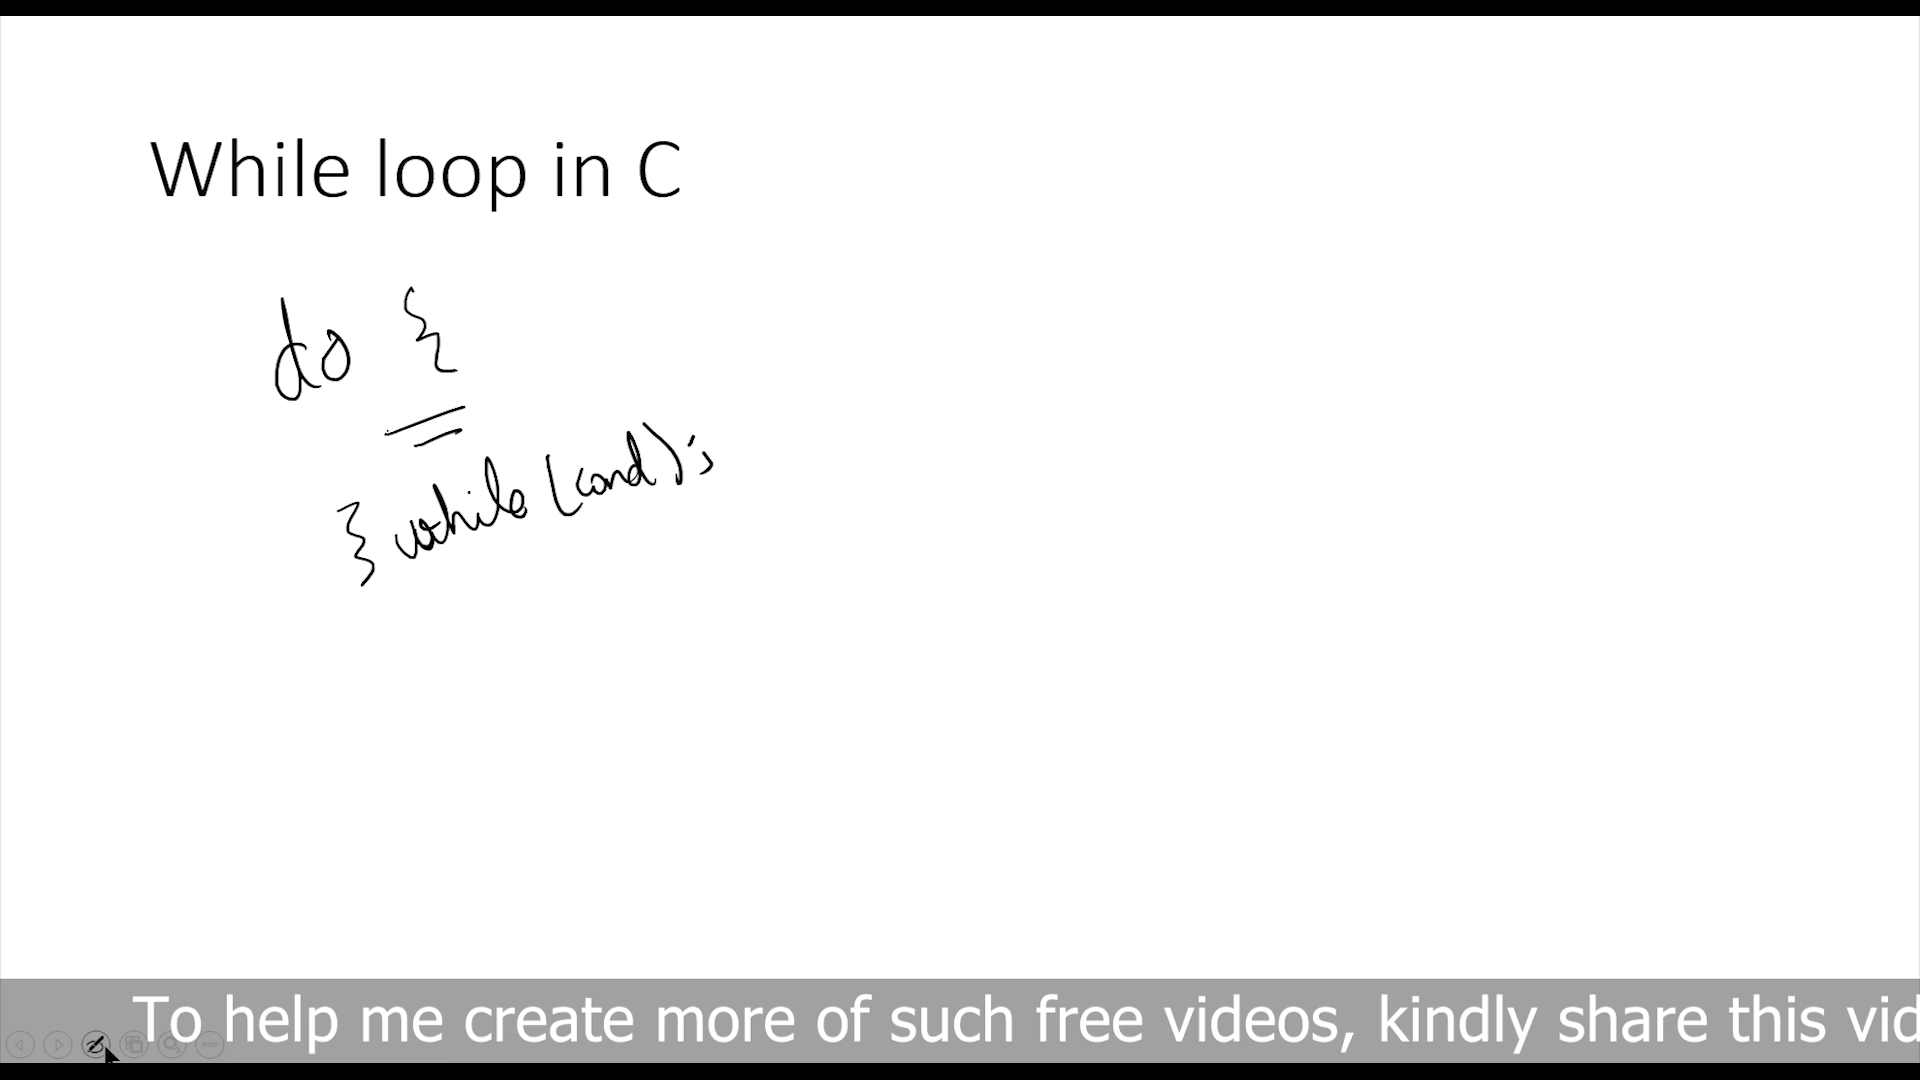 While loop in C
do {
} while (cond);
To help me create more of such free videos, kindly share this vid